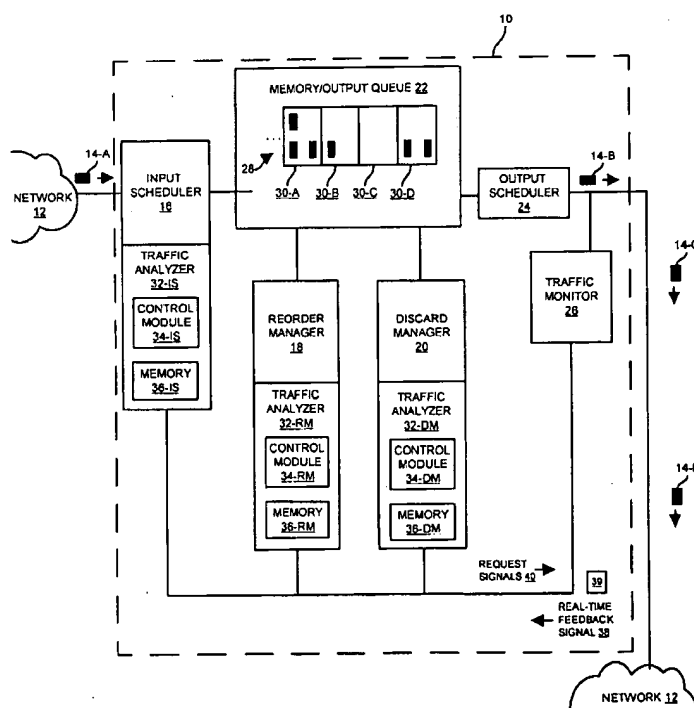 10
MEMORY/OUTPUT QUEUE 22
...
28
30-A 30-B 30-C 30-D
14-A
NETWORK
12
INPUT
SCHEDULER
16
OUTPUT
SCHEDULER
24
14-B
TRAFFIC
ANALYZER
32-IS
CONTROL
MODULE
34-IS
MEMORY
36-IS
REORDER
MANAGER
18
TRAFFIC
ANALYZER
32-RM
CONTROL
MODULE
34-RM
MEMORY
36-RM
DISCARD
MANAGER
20
TRAFFIC
ANALYZER
32-DM
CONTROL
MODULE
34-DM
MEMORY
36-DM
TRAFFIC
MONITOR
26
REQUEST
SIGNALS 40
39
REAL-TIME
FEEDBACK
SIGNAL 38
NETWORK 12